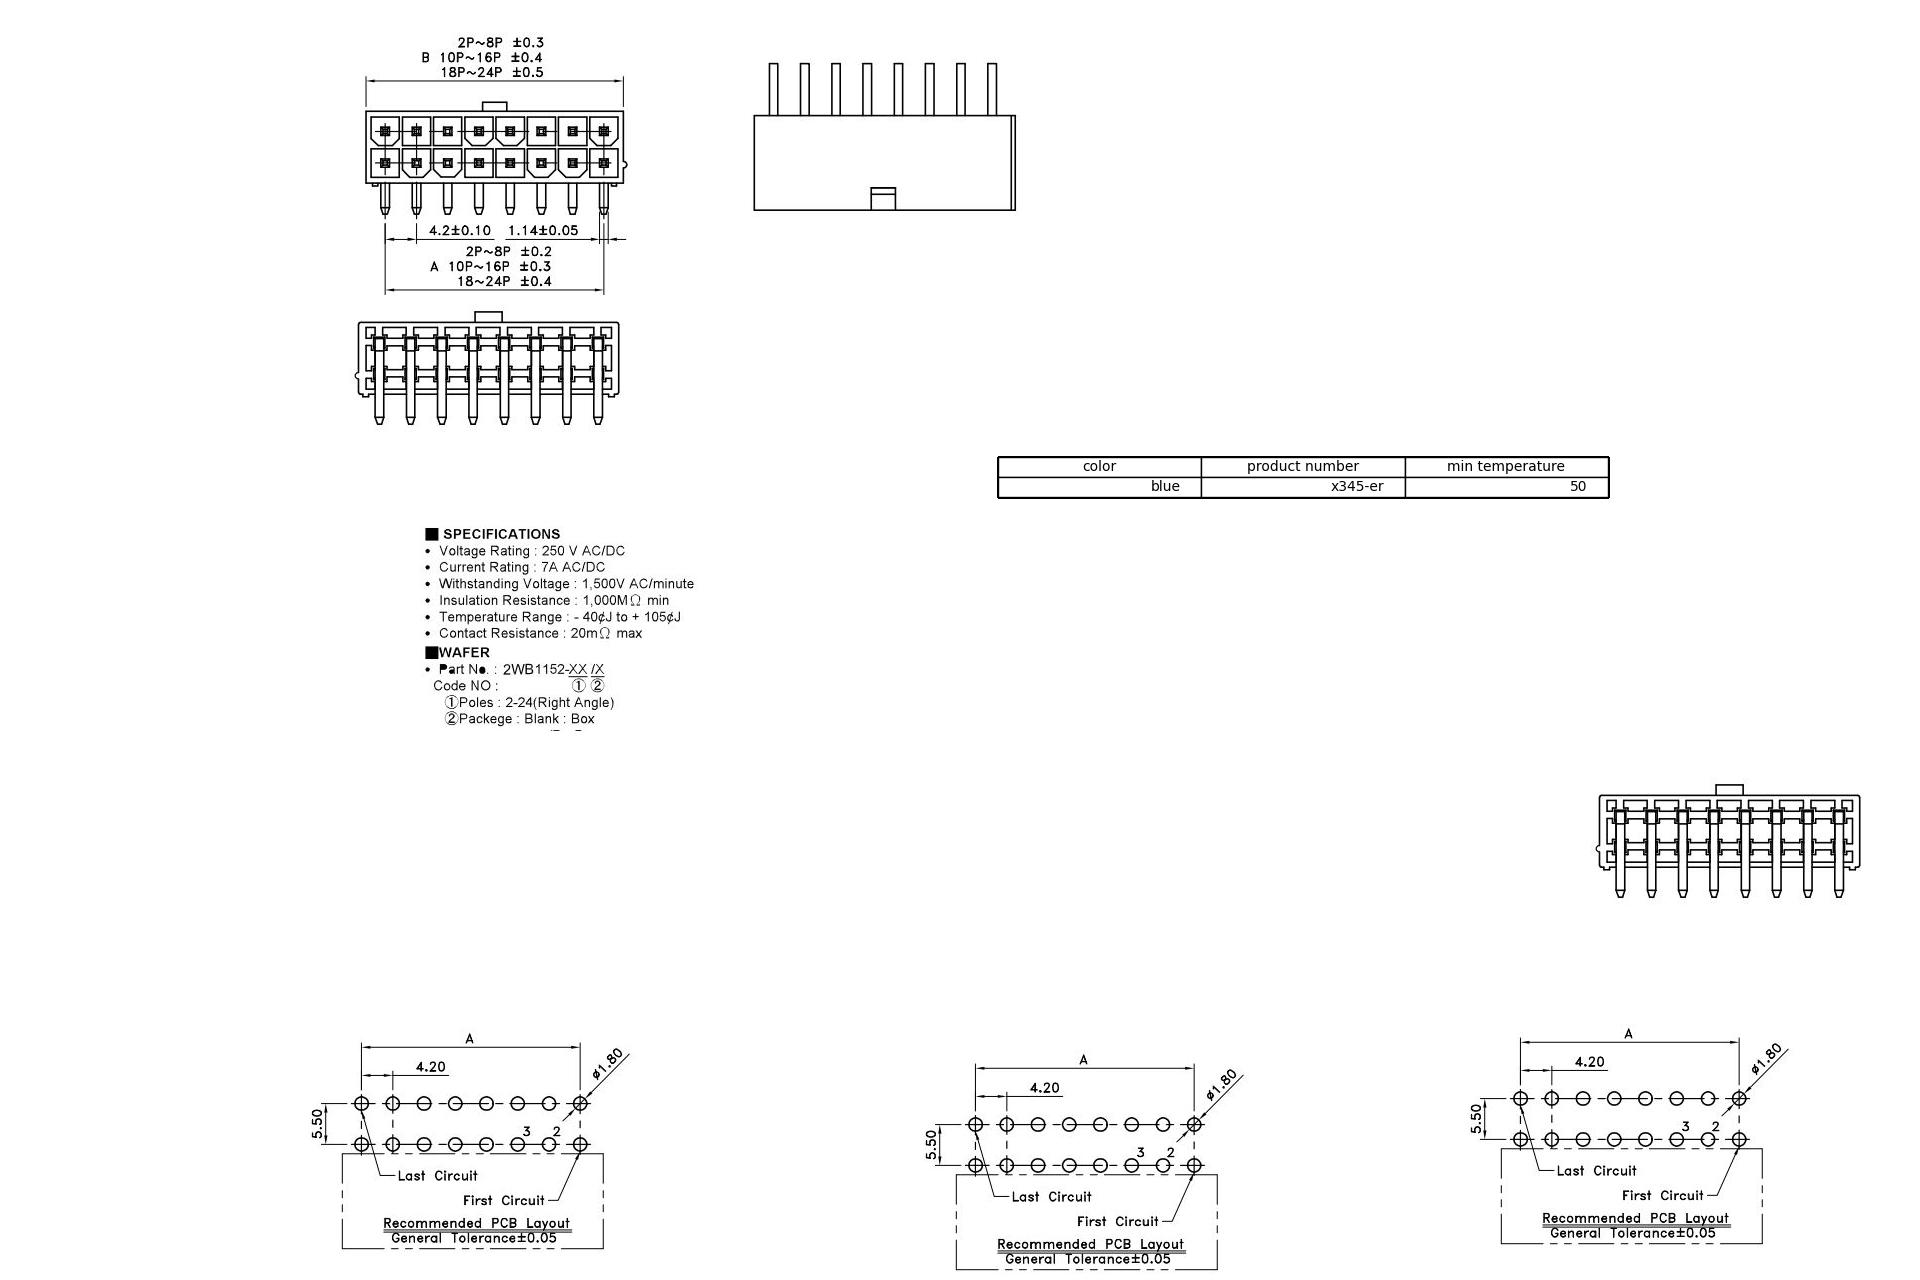 2P~8P ±0.3
B 10P~16P ±0.4
18P~24P ±0.5
4.2±0.10 1.14±0.05
2P~8P ±0.2
A 10P~16P ±0.3
18~24P ±0.4
color product number min temperature
blue x345-er 50
■ SPECIFICATIONS
• Voltage Rating : 250 V AC/DC
• Current Rating : 7A AC/DC
• Withstanding Voltage : 1,500V AC/minute
• Insulation Resistance : 1,000MΩ min
• Temperature Range : - 40¢J to + 105¢J
• Contact Resistance : 20mΩ max
■WAFER
• Part No. : 2WB1152-XX /X
Code NO : ① ②
①Poles : 2-24(Right Angle)
②Packege : Blank : Box
A
4.20
ø1.80
5.50
3 2
Last Circuit
First Circuit
Recommended PCB Layout
General Tolerance±0.05
A
4.20
ø1.80
5.50
3 2
Last Circuit
First Circuit
Recommended PCB Layout
General Tolerance±0.05
A
4.20
ø1.80
5.50
3 2
Last Circuit
First Circuit
Recommended PCB Layout
General Tolerance±0.05